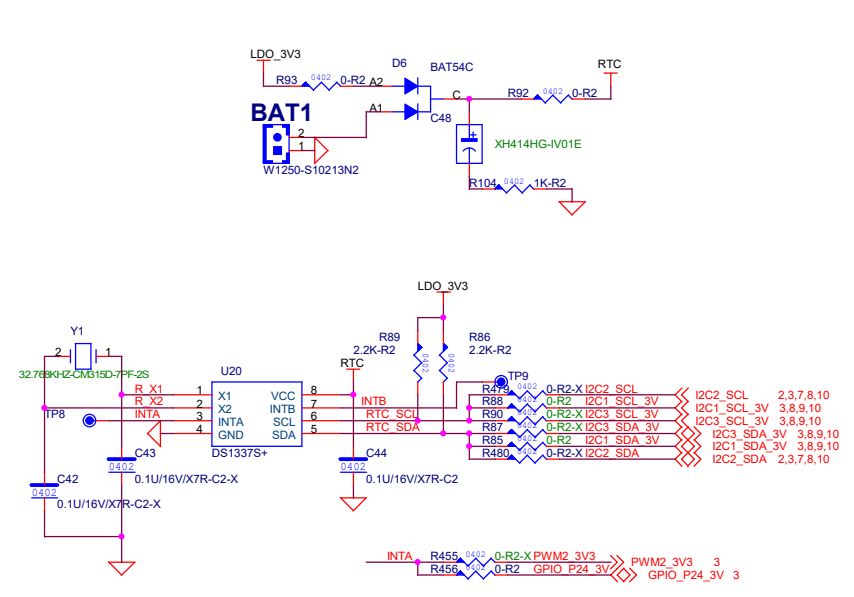 LDO_3V3
D6
BAT54C
RTC
R93 0402 0-R2 A2
C
R92 0402 0-R2
BAT1
A1
C48
2
1
XH414HG-IV01E
W1250-S10213N2
R104 0402 1K-R2
LDO_3V3
Y1
2 1
R89
2.2K-R2
R86
2.2K-R2
0402
0402
32.768KHZ-CM315D-7PF-2S
U20
RTC
TP9
R_X1 1 X1 VCC 8
R_X2 2 X2 INTB 7 INTB
TP8 INTA 3 INTA SCL 6 RTC_SCL
4 GND SDA 5 RTC_SDA
DS1337S+
R479 0402 0-R2-X I2C2_SCL I2C2_SCL 2,3,7,8,10
R88 0402 0-R2 I2C1_SCL_3V I2C1_SCL_3V 3,8,9,10
R90 0402 0-R2-X I2C3_SCL_3V I2C3_SCL_3V 3,8,9,10
R87 0402 0-R2-X I2C3_SDA_3V I2C3_SDA_3V 3,8,9,10
R85 0402 0-R2 I2C1_SDA_3V I2C1_SDA_3V 3,8,9,10
R480 0402 0-R2-X I2C2_SDA I2C2_SDA 2,3,7,8,10
C43
0402
0.1U/16V/X7R-C2-X
C44
0402
0.1U/16V/X7R-C2
C42
0402
0.1U/16V/X7R-C2-X
INTA R455 0402 0-R2-X PWM2_3V3 PWM2_3V3 3
R456 0402 0-R2 GPIO_P24_3V GPIO_P24_3V 3